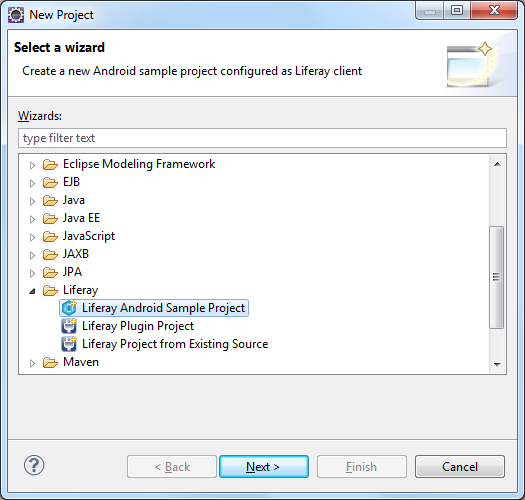 New Project
Select a wizard
Create a new Android sample project configured as Liferay client
Wizards:
type filter text
Eclipse Modeling Framework
EJB
Java
Java EE
JavaScript
JAXB
JPA
Liferay
Liferay Android Sample Project
Liferay Plugin Project
Liferay Project from Existing Source
Maven
< Back Next > Finish Cancel